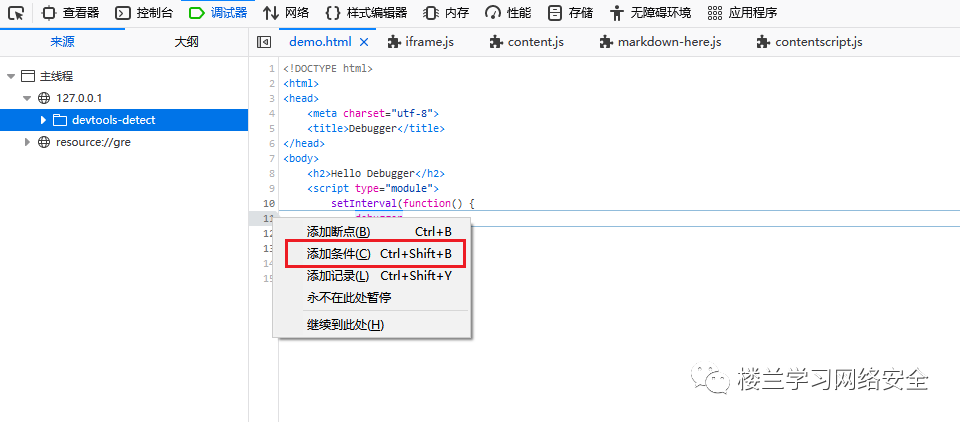 查看器 控制台 调试器 网络 样式编辑器 内存 性能 存储 无障碍环境 应用程序
来源 大纲 demo.html iframe.js content.js markdown-here.js contentscript.js
主线程
127.0.0.1
devtools-detect
resource://gre
1 <!DOCTYPE html>
2 <html>
3 <head>
4 <meta charset="utf-8">
5 <title>Debugger</title>
6 </head>
7 <body>
8 <h2>Hello Debugger</h2>
9 <script type="module">
10 setInterval(function() {
11 debugger
12
13
14
15
添加断点(B) Ctrl+B
添加条件(C) Ctrl+Shift+B
添加记录(L) Ctrl+Shift+Y
永不在此处暂停
继续到此处(H)
楼兰学习网络安全